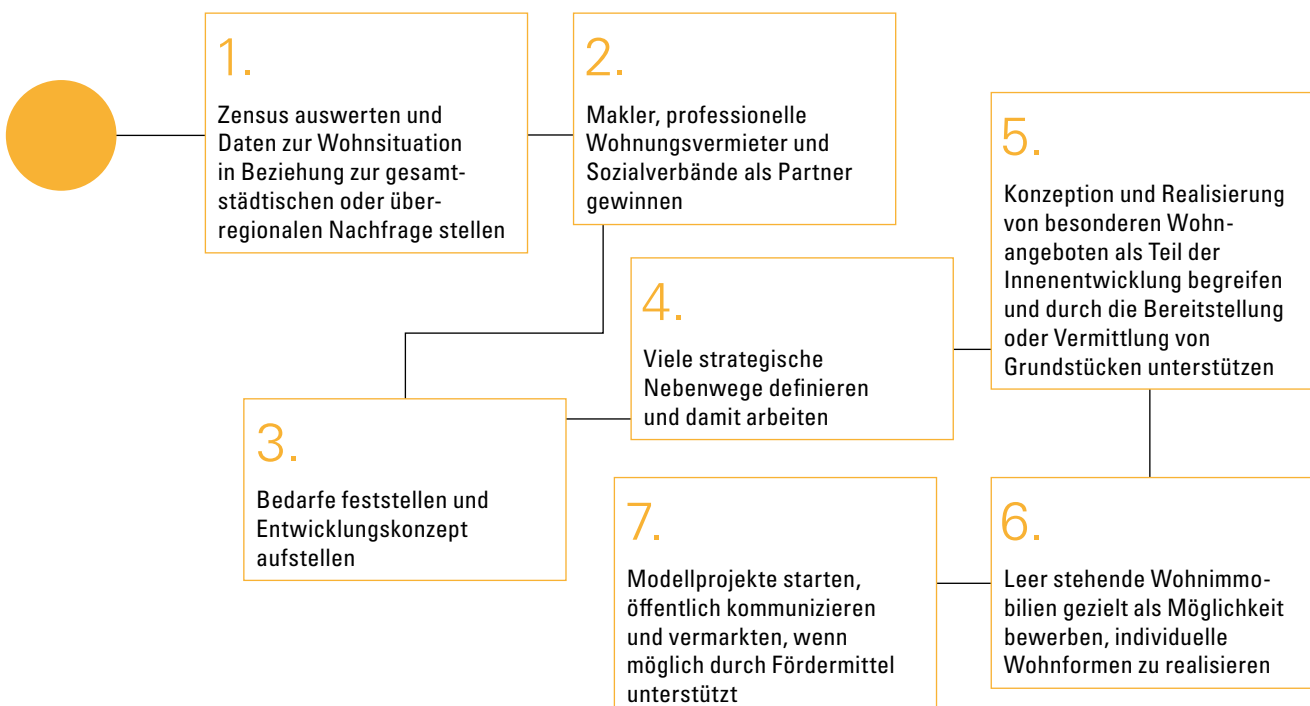 1.
Zensus auswerten und
Daten zur Wohnsituation
in Beziehung zur gesamt-
städtischen oder über-
regionalen Nachfrage stellen
2.
Makler, professionelle
Wohnungsvermieter und
Sozialverbände als Partner
gewinnen
3.
Bedarfe feststellen und
Entwicklungskonzept
aufstellen
4.
Viele strategische
Nebenwege definieren
und damit arbeiten
5.
Konzeption und Realisierung
von besonderen Wohn-
angeboten als Teil der
Innenentwicklung begreifen
und durch die Bereitstellung
oder Vermittlung von
Grundstücken unterstützen
6.
Leer stehende Wohnimmo-
bilien gezielt als Möglichkeit
bewerben, individuelle
Wohnformen zu realisieren
7.
Modellprojekte starten,
öffentlich kommunizieren
und vermarkten, wenn
möglich durch Fördermittel
unterstützt